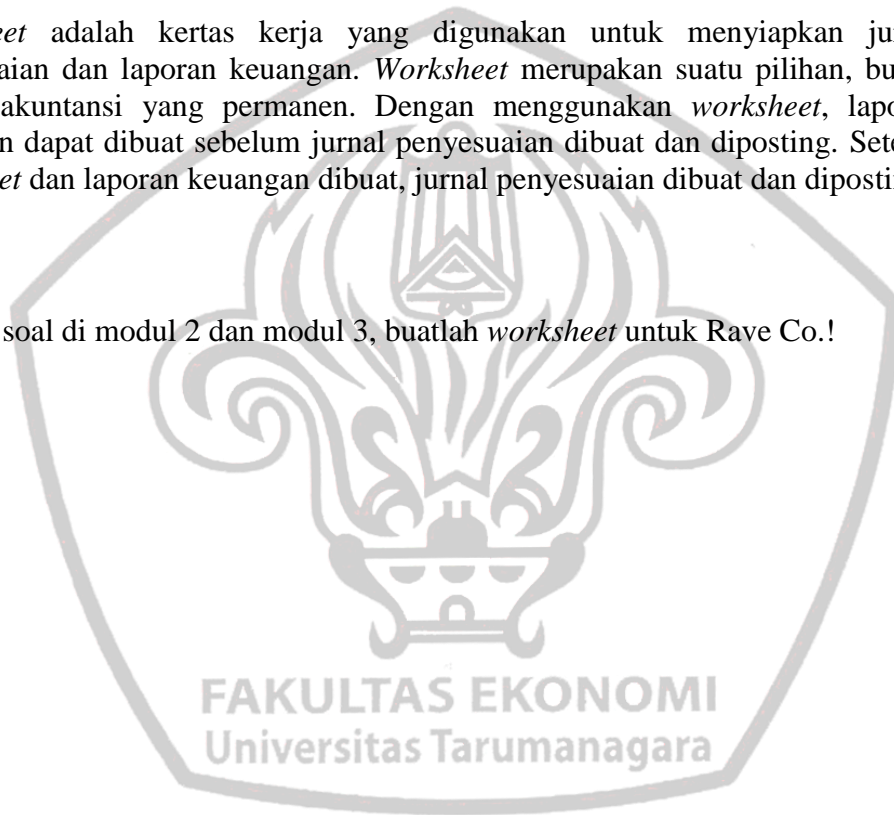 eet adalah kertas kerja yang digunakan untuk menyiapkan jur
aian dan laporan keuangan. Worksheet merupakan suatu pilihan, bu
akuntansi yang permanen. Dengan menggunakan worksheet, lapo
n dapat dibuat sebelum jurnal penyesuaian dibuat dan diposting. Sete
et dan laporan keuangan dibuat, jurnal penyesuaian dibuat dan dipostin
soal di modul 2 dan modul 3, buatlah worksheet untuk Rave Co.!
FAKULTAS EKONOMI
Universitas Tarumanagara